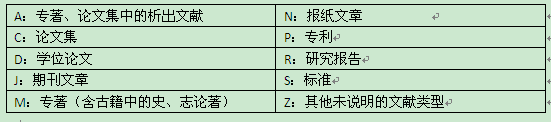 A：专著、论文集中的析出文献 N：报纸文章
C：论文集 P：专利
D：学位论文 R：研究报告
J：期刊文章 S：标准
M：专著（含古籍中的史、志论著） Z：其他未说明的文献类型